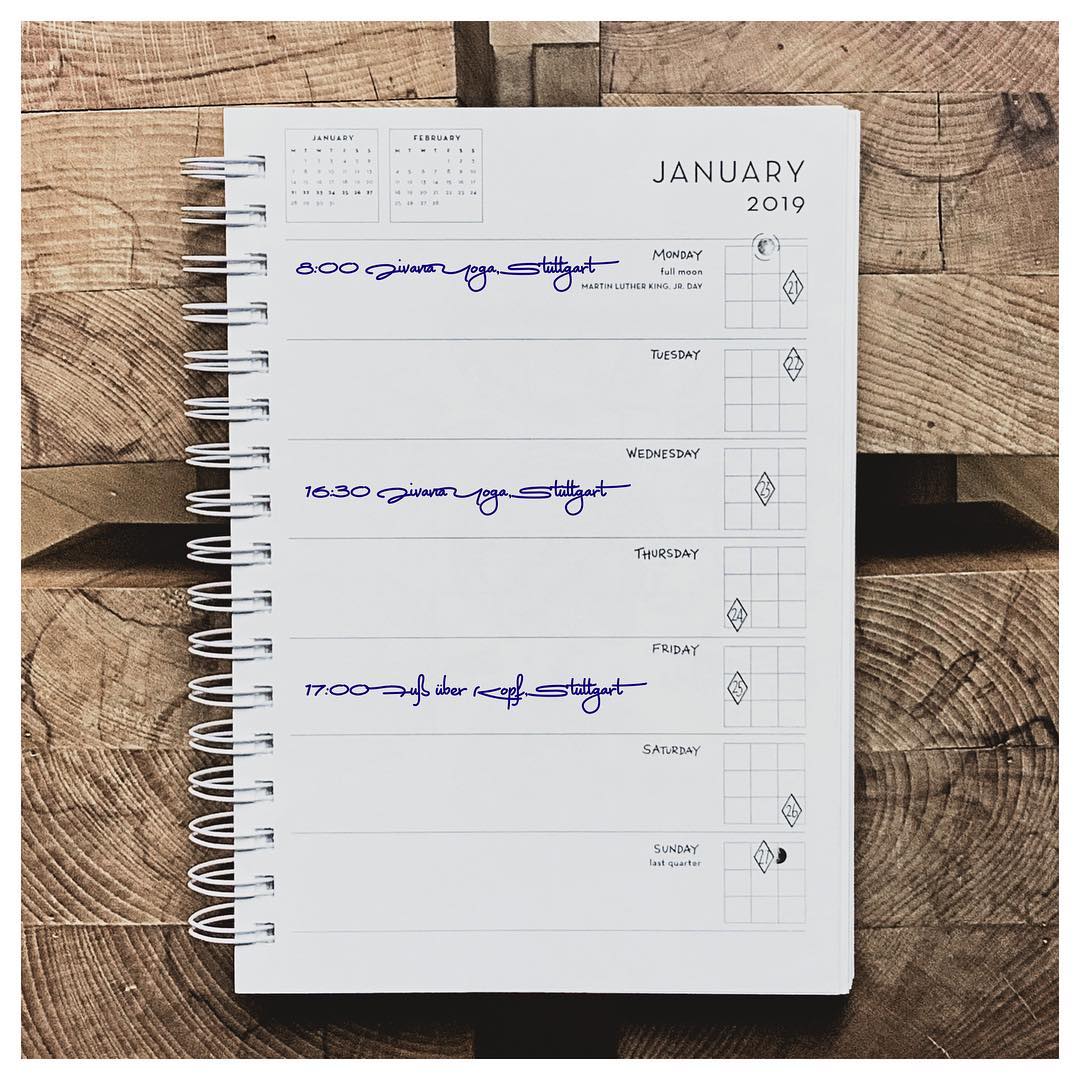 JANUARY
M T W T F S S
1 2 3 4 5 6
7 8 9 10 11 12 13
14 15 16 17 18 19 20
21 22 23 24 25 26 27
28 29 30 31
FEBRUARY
M T W T F S S
1 2 3
4 5 6 7 8 9 10
11 12 13 14 15 16 17
18 19 20 21 22 23 24
25 26 27 28
JANUARY
2019
8:00 Jivana Yoga, Stuttgart
MONDAY
full moon
MARTIN LUTHER KING, JR. DAY
21
TUESDAY
22
WEDNESDAY
16:30 Jivana Yoga, Stuttgart
23
THURSDAY
24
FRIDAY
17:00 Fuß über Kopf, Stuttgart
25
SATURDAY
26
SUNDAY
last quarter
27